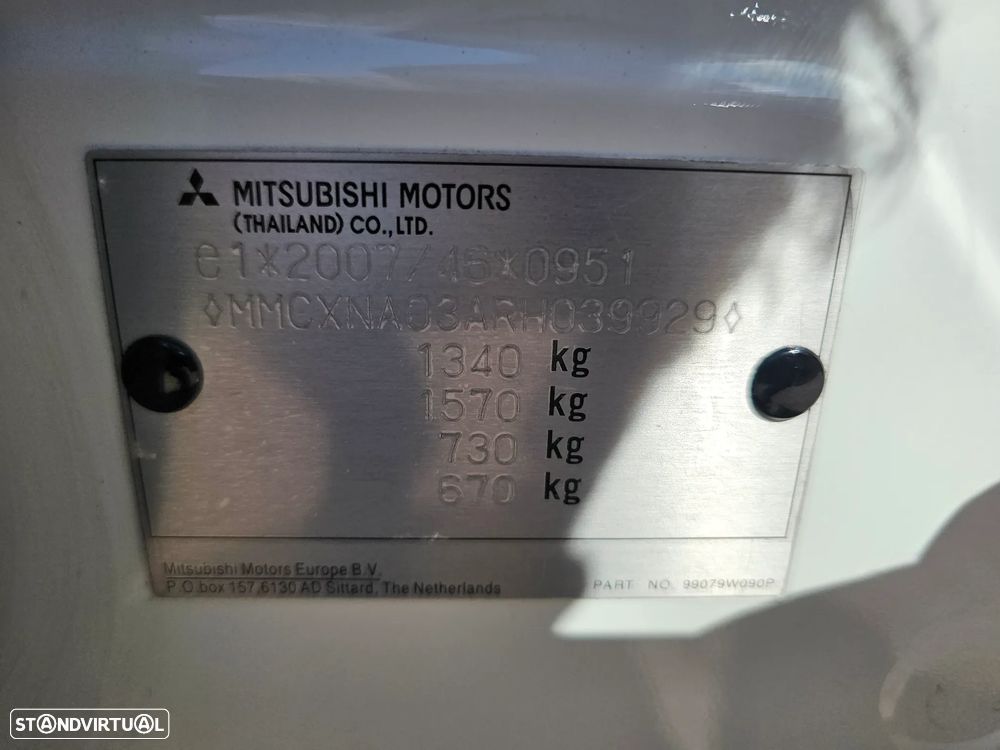 MITSUBISHI MOTORS
(THAILAND) CO.,LTD.
e1*2007/46*0951
◊MMCXNA03ARH039929◊
1340 kg
1570 kg
730 kg
670 kg
Mitsubishi Motors Europe B.V.
P.O.box 157,6130 AD Sittard, The Netherlands
PART NO. 99079W090P
STANDVIRTUAL